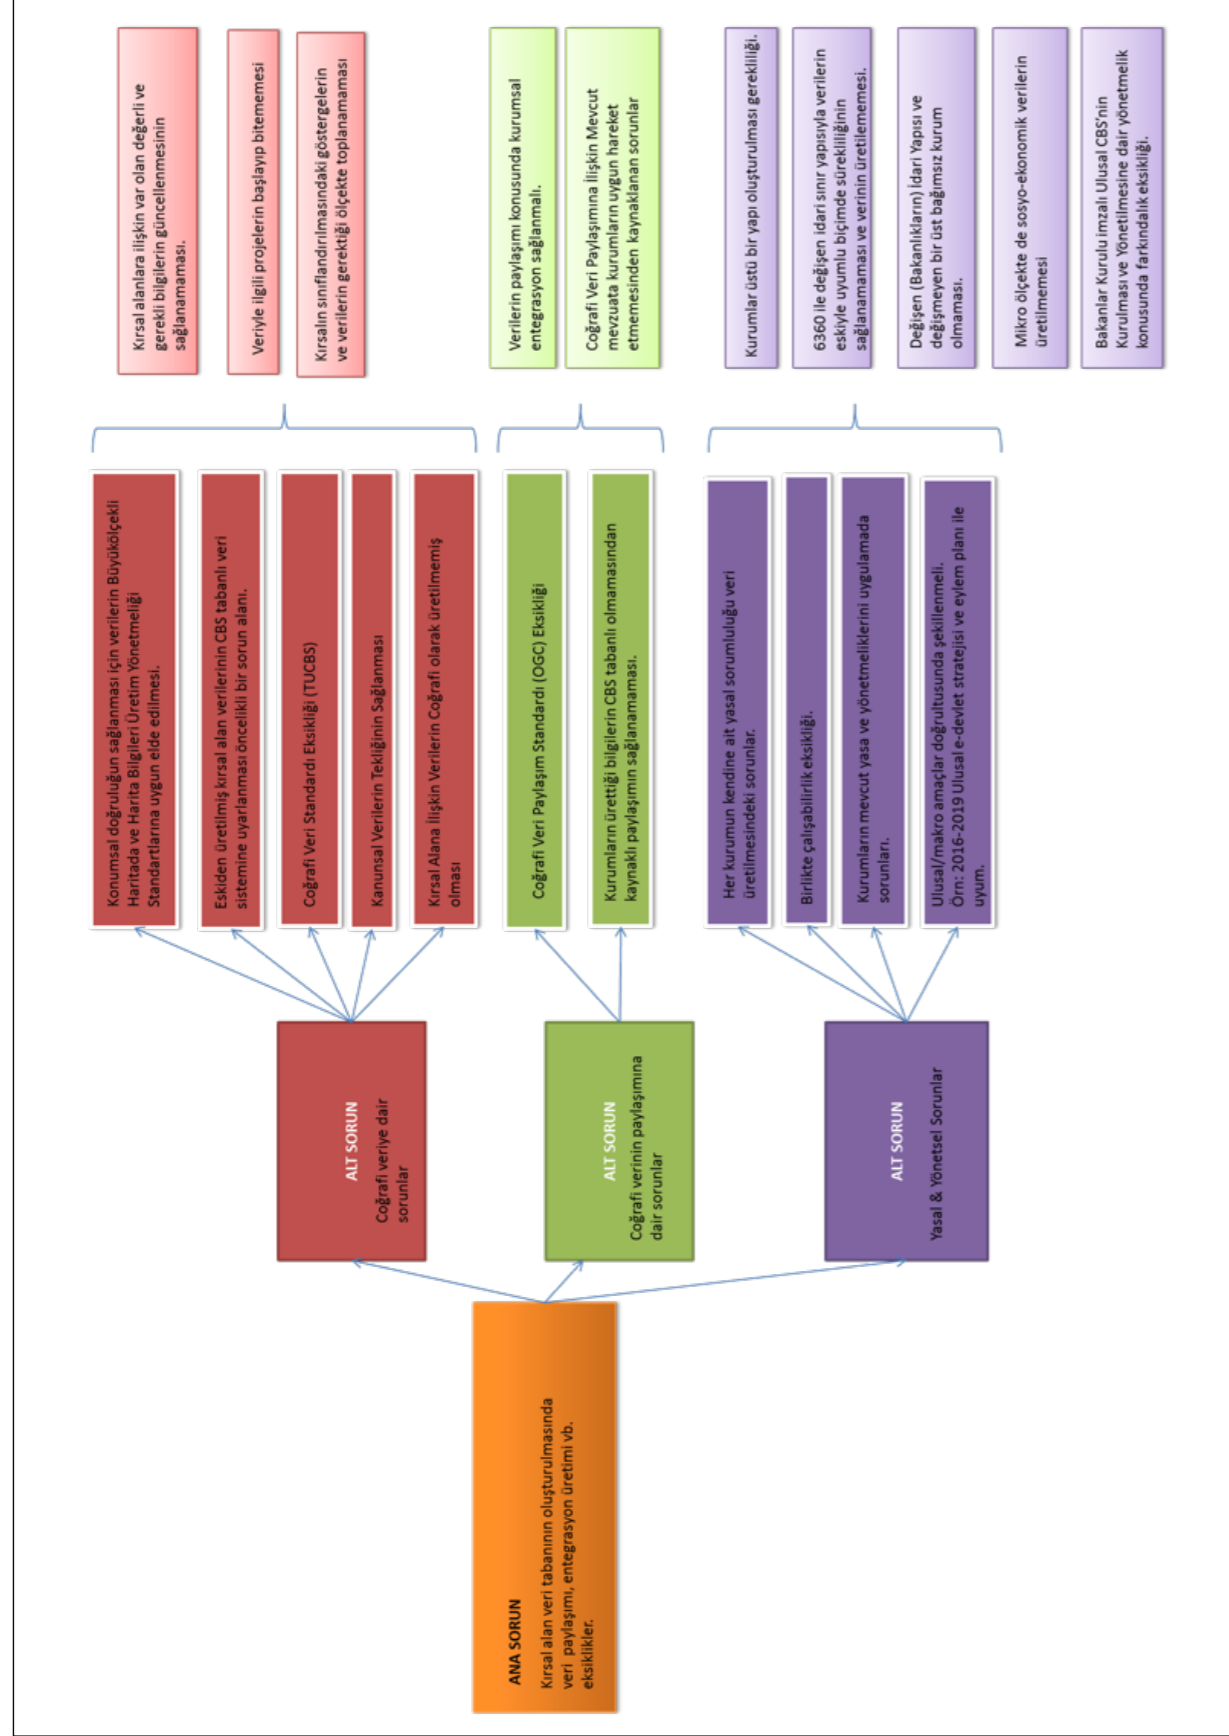 ANA SORUN
Kırsal alan veri tabanının oluşturulmasında
veri paylaşımı, entegrasyon üretimi vb.
eksiklikler.
ALT SORUN
Coğrafi veriye dair
sorunlar
ALT SORUN
Coğrafi verinin paylaşımına
dair sorunlar
ALT SORUN
Yasal & Yönetsel Sorunlar
Konumsal doğruluğun sağlanması için verilerin Büyükölçekli
Haritada ve Harita Bilgileri Üretim Yönetmeliği
Standartlarına uygun elde edilmesi.
Eskiden üretilmiş kırsal alan verilerinin CBS tabanlı veri
sistemine uyarlanması öncelikli bir sorun alanı.
Coğrafi Veri Standardı Eksikliği (TUCBS)
Kanunsal Verilerin Tekliğinin Sağlanması
Kırsal Alana İlişkin Verilerin Coğrafi olarak üretilmemiş
olması
Coğrafi Veri Paylaşım Standardı (OGC) Eksikliği
Kurumların ürettiği bilgilerin CBS tabanlı olmamasından
kaynaklı paylaşımın sağlanamaması.
Her kurumun kendine ait yasal sorumluluğu veri
üretilmesindeki sorunlar.
Birlikte çalışabilirlik eksikliği.
Kurumların mevcut yasa ve yönetmeliklerini uygulamada
sorunları.
Ulusal/makro amaçlar doğrultusunda şekillenmeli.
Örn: 2016-2019 Ulusal e-devlet stratejisi ve eylem planı ile
uyum.
Kırsal alanlara ilişkin var olan değerli ve
gerekli bilgilerin güncellenmesinin
sağlanamaması.
Veriyle ilgili projelerin başlayıp bitememesi
Kırsalın sınıflandırılmasındaki göstergelerin
ve verilerin gerektiği ölçekte toplanamaması
Verilerin paylaşımı konusunda kurumsal
entegrasyon sağlanmalı.
Coğrafi Veri Paylaşımına İlişkin Mevcut
mevzuata kurumların uygun hareket
etmemesinden kaynaklanan sorunlar
Kurumlar üstü bir yapı oluşturulması gerekliliği.
6360 ile değişen idari sınır yapısıyla verilerin
eskiyle uyumlu biçimde sürekliliğinin
sağlanamaması ve verinin üretilememesi.
Değişen (Bakanlıkların) İdari Yapısı ve
değişmeyen bir üst bağımsız kurum
olmaması.
Mikro ölçekte de sosyo-ekonomik verilerin
üretilmemesi
Bakanlar Kurulu imzalı Ulusal CBS'nin
Kurulması ve Yönetilmesine dair yönetmelik
konusunda farkındalık eksikliği.